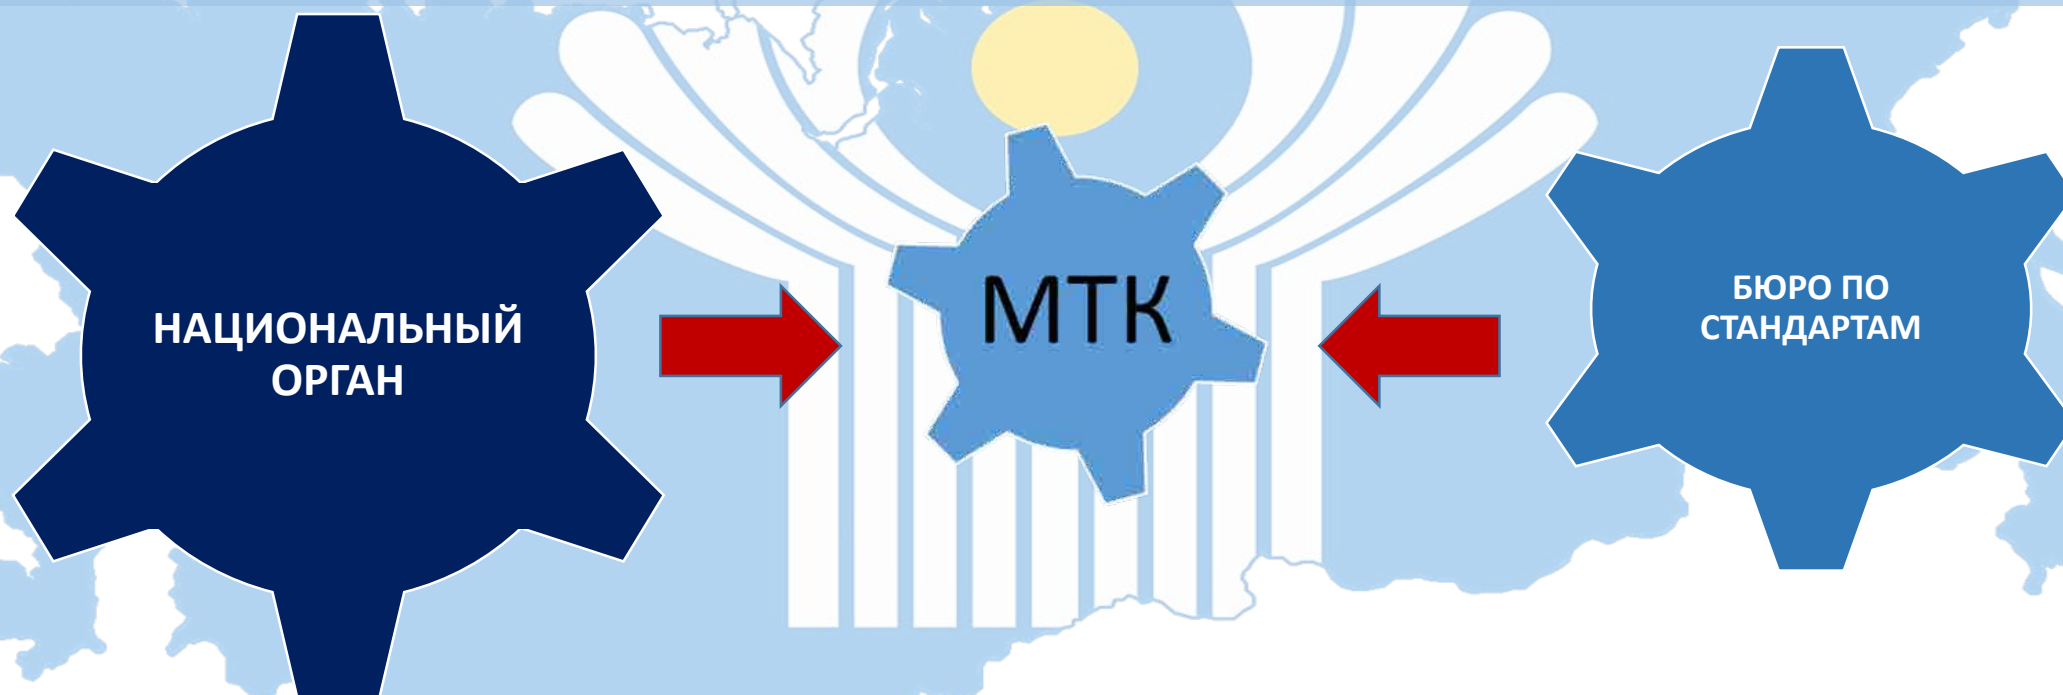 НАЦИОНАЛЬНЫЙ
ОРГАН
МТК
БЮРО ПО
СТАНДАРТАМ